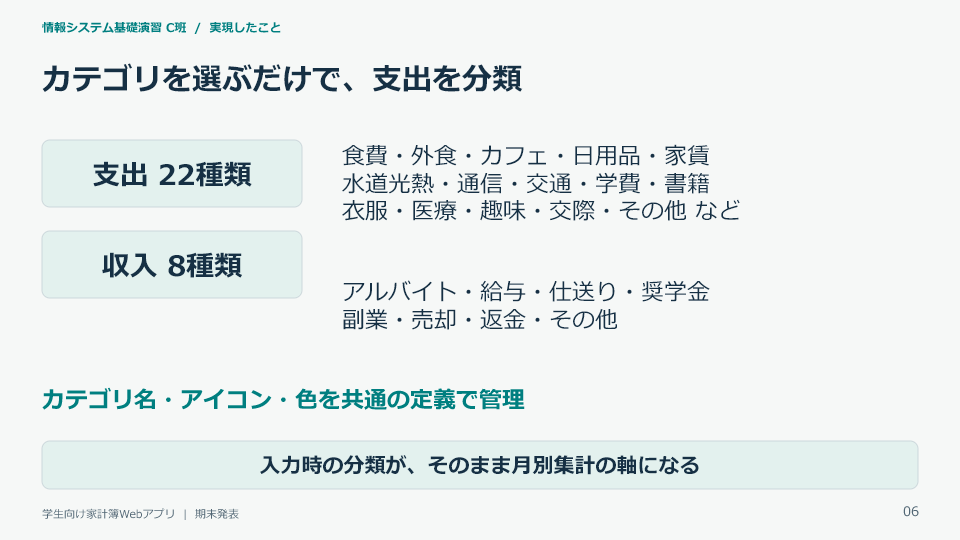 情報システム基礎演習 C班 / 実現したこと
カテゴリを選ぶだけで、支出を分類
支出 22種類
食費・外食・カフェ・日用品・家賃
水道光熱・通信・交通・学費・書籍
衣服・医療・趣味・交際・その他 など
収入 8種類
アルバイト・給与・仕送り・奨学金
副業・売却・返金・その他
カテゴリ名・アイコン・色を共通の定義で管理
入力時の分類が、そのまま月別集計の軸になる
学生向け家計簿Webアプリ | 期末発表
06